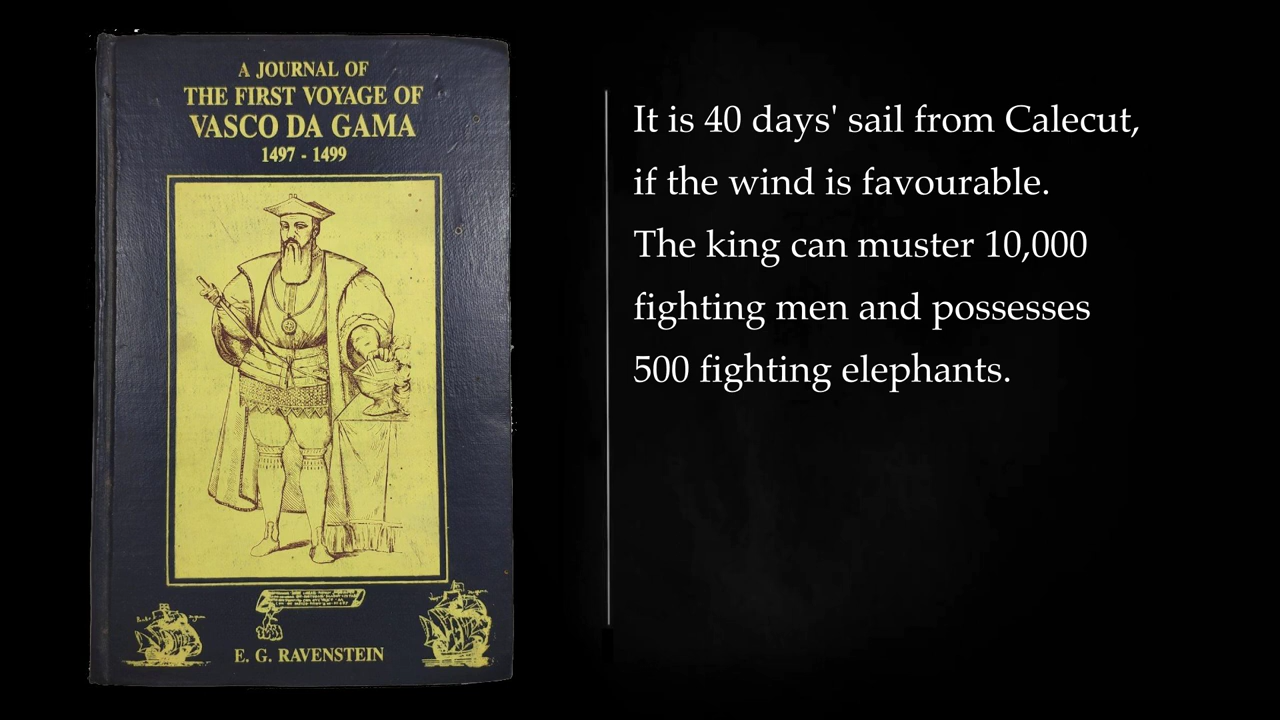 A JOURNAL OF
THE FIRST VOYAGE OF
VASCO DA GAMA
1497 - 1499
E. G. RAVENSTEIN
It is 40 days' sail from Calecut,
if the wind is favourable.
The king can muster 10,000
fighting men and possesses
500 fighting elephants.